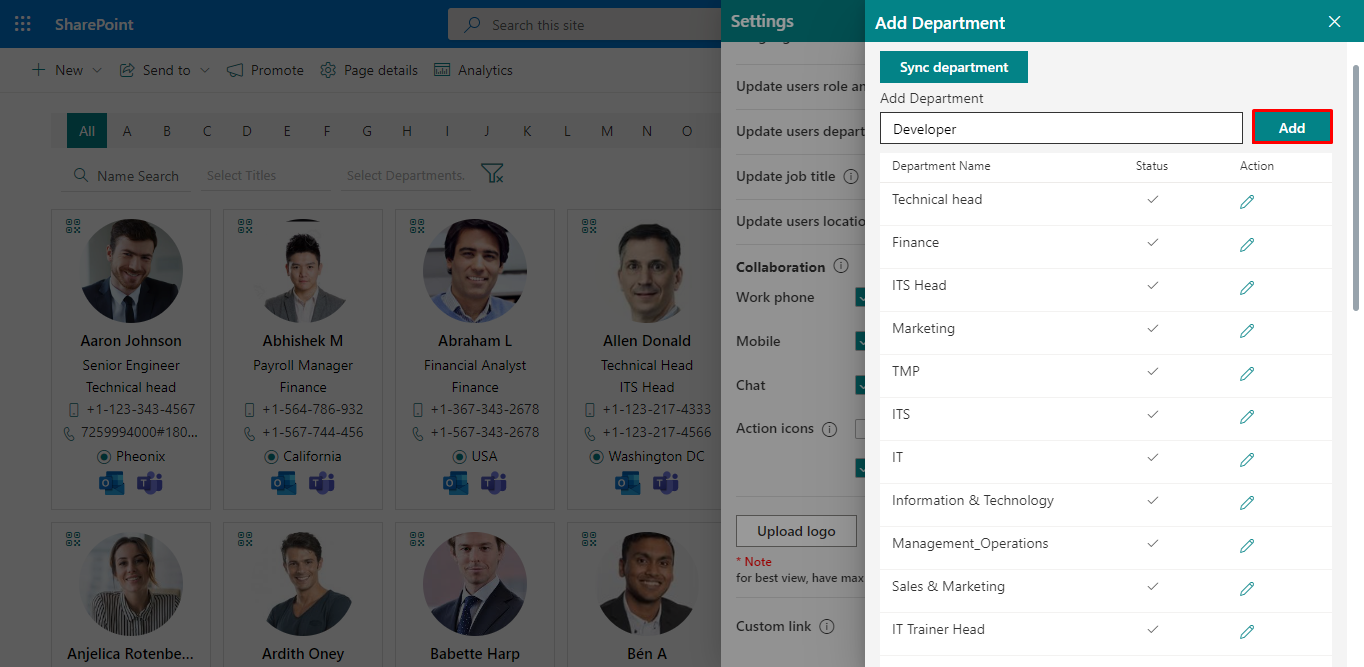 SharePoint
Search this site
New
Send to
Promote
Page details
Analytics
All A B C D E F G H I J K L M N O
Name Search
Select Titles
Select Departments.
Aaron Johnson
Senior Engineer
Technical head
+1-123-343-4567
7259994000#180...
Pheonix
Abhishek M
Payroll Manager
Finance
+1-564-786-932
+1-567-744-456
California
Abraham L
Financial Analyst
Finance
+1-367-343-2678
+1-567-343-2678
USA
Allen Donald
Technical Head
ITS Head
+1-123-217-4333
+1-123-217-4566
Washington DC
Anjelica Rotenbe...
Ardith Oney
Babette Harp
Bén A
Settings
Update users role an
Update users depart
Update job title
Update users locatio
Collaboration
Work phone
Mobile
Chat
Action icons
Upload logo
* Note
for best view, have max
Custom link
Add Department
Sync department
Add Department
Developer
Add
Department Name Status Action
Technical head
Finance
ITS Head
Marketing
TMP
ITS
IT
Information & Technology
Management_Operations
Sales & Marketing
IT Trainer Head